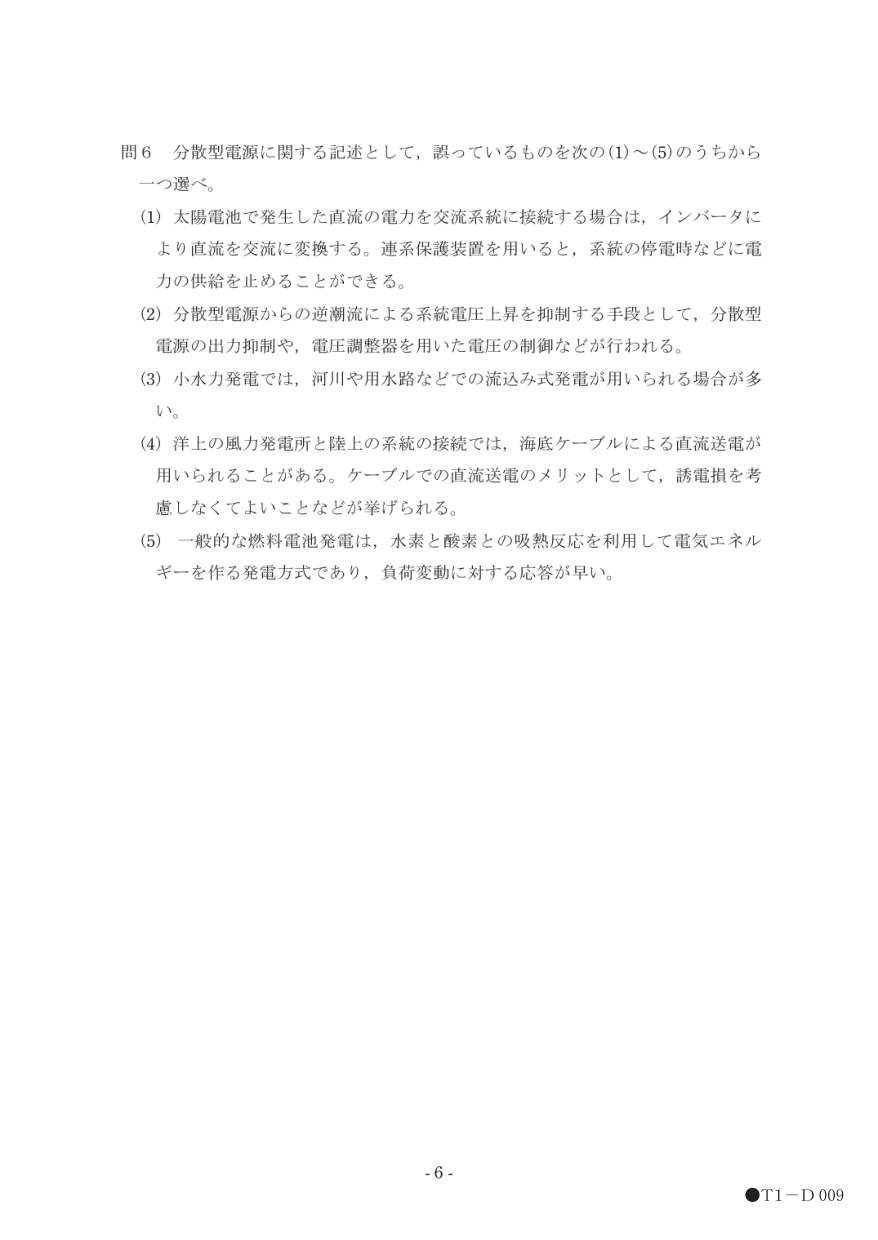 問６　分散型電源に関する記述として，誤っているものを次の(1)～(5)のうちから
一つ選べ。
(1) 太陽電池で発生した直流の電力を交流系統に接続する場合は，インバータに
より直流を交流に変換する。連系保護装置を用いると，系統の停電時などに電
力の供給を止めることができる。
(2) 分散型電源からの逆潮流による系統電圧上昇を抑制する手段として，分散型
電源の出力抑制や，電圧調整器を用いた電圧の制御などが行われる。
(3) 小水力発電では，河川や用水路などでの流込み式発電が用いられる場合が多
い。
(4) 洋上の風力発電所と陸上の系統の接続では，海底ケーブルによる直流送電が
用いられることがある。ケーブルでの直流送電のメリットとして，誘電損を考
慮しなくてよいことなどが挙げられる。
(5) 一般的な燃料電池発電は，水素と酸素との吸熱反応を利用して電気エネル
ギーを作る発電方式であり，負荷変動に対する応答が早い。
- 6 -
●T1－D 009